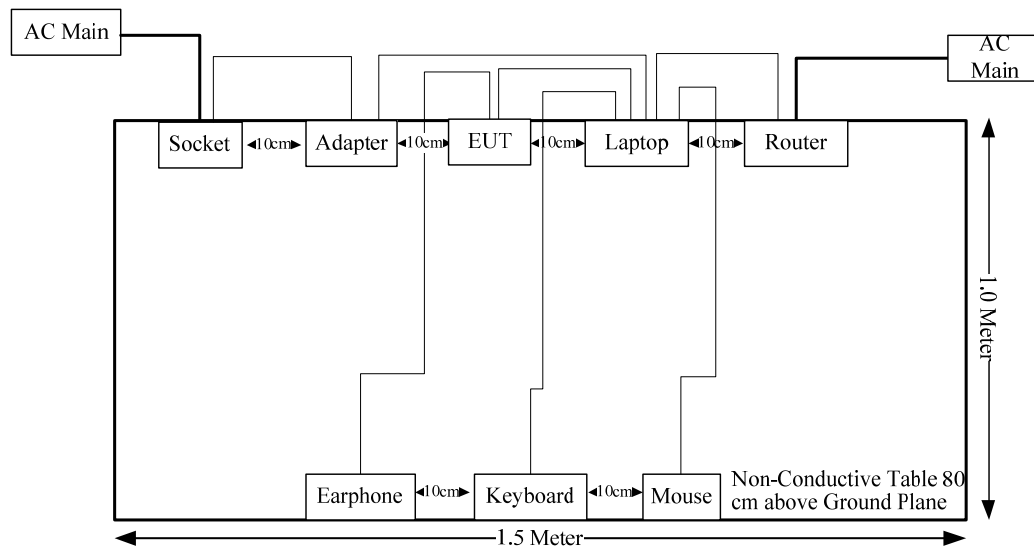 AC Main
AC
Main
Socket
10cm
Adapter
10cm
EUT
10cm
Laptop
10cm
Router
1.0 Meter
Earphone
10cm
Keyboard
10cm
Mouse
Non-Conductive Table 80
cm above Ground Plane
1.5 Meter